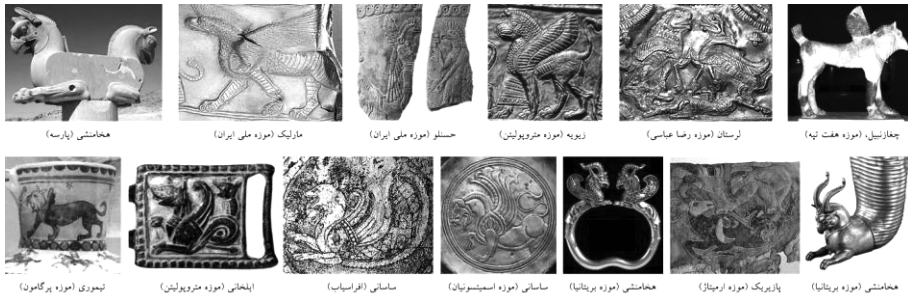 چغازنبیل، (موزه هفت تپه)
لرستان (موزه رضا عباسی)
زیویه (موزه متروپولیتن)
حسنلو (موزه ملی ایران)
مارلیک (موزه ملی ایران)
هخامنشی (پارسه)
هخامنشی (موزه بریتانیا)
پازیریک (موزه ارمیتاژ)
هخامنشی (موزه بریتانیا)
ساسانی (موزه اسمیتسونیان)
ساسانی (افراسیاب)
ایلخانی (موزه متروپولیتن)
تیموری (موزه پرگامون)